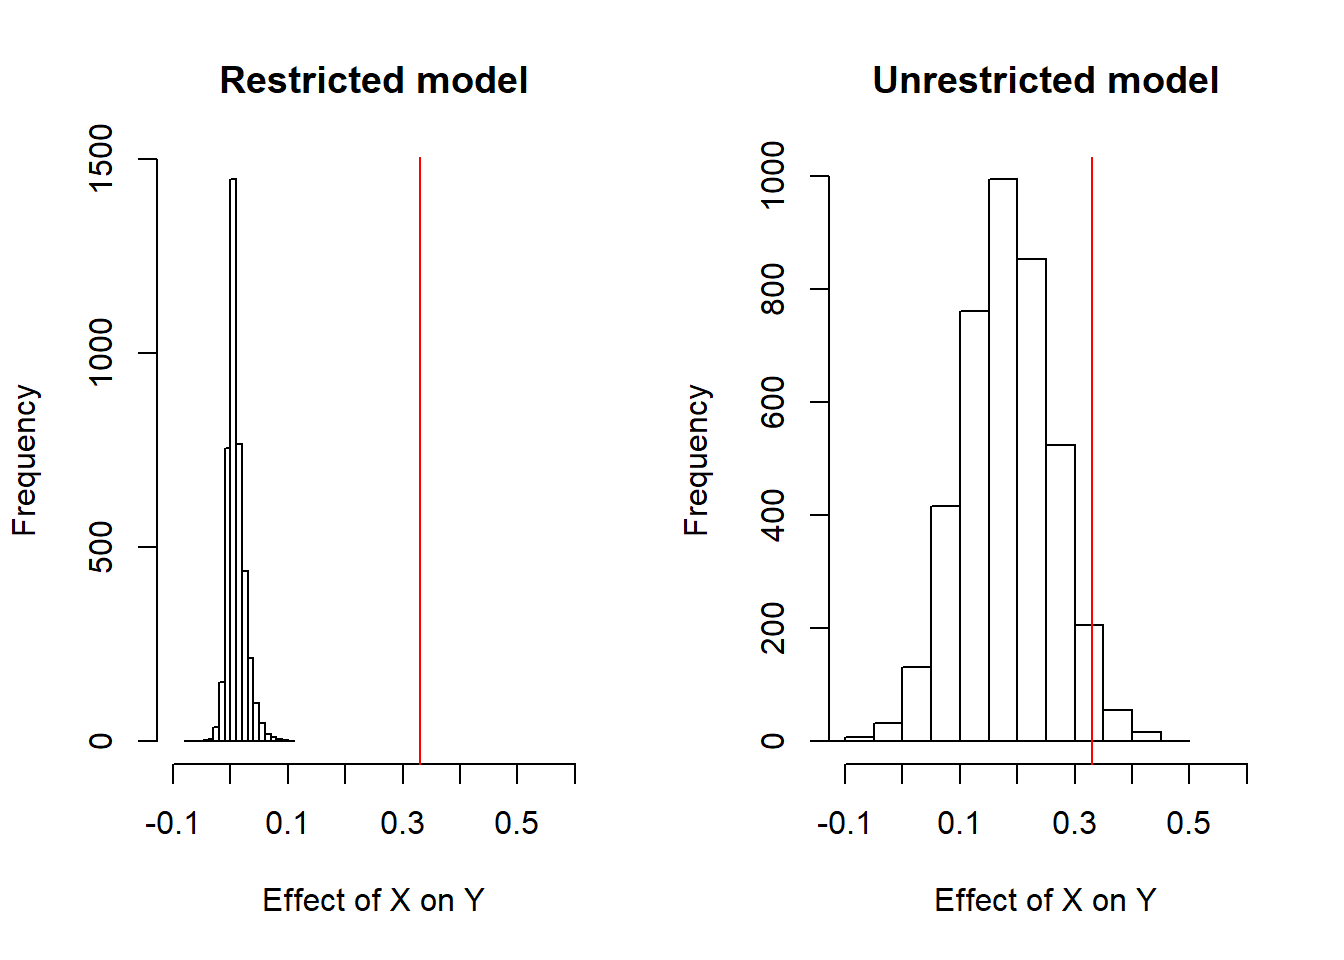 Restricted model
Frequency
1500
1000
500
0
-0.1 0.1 0.3 0.5
Effect of X on Y
Unrestricted model
Frequency
1000
800
600
400
200
0
-0.1 0.1 0.3 0.5
Effect of X on Y